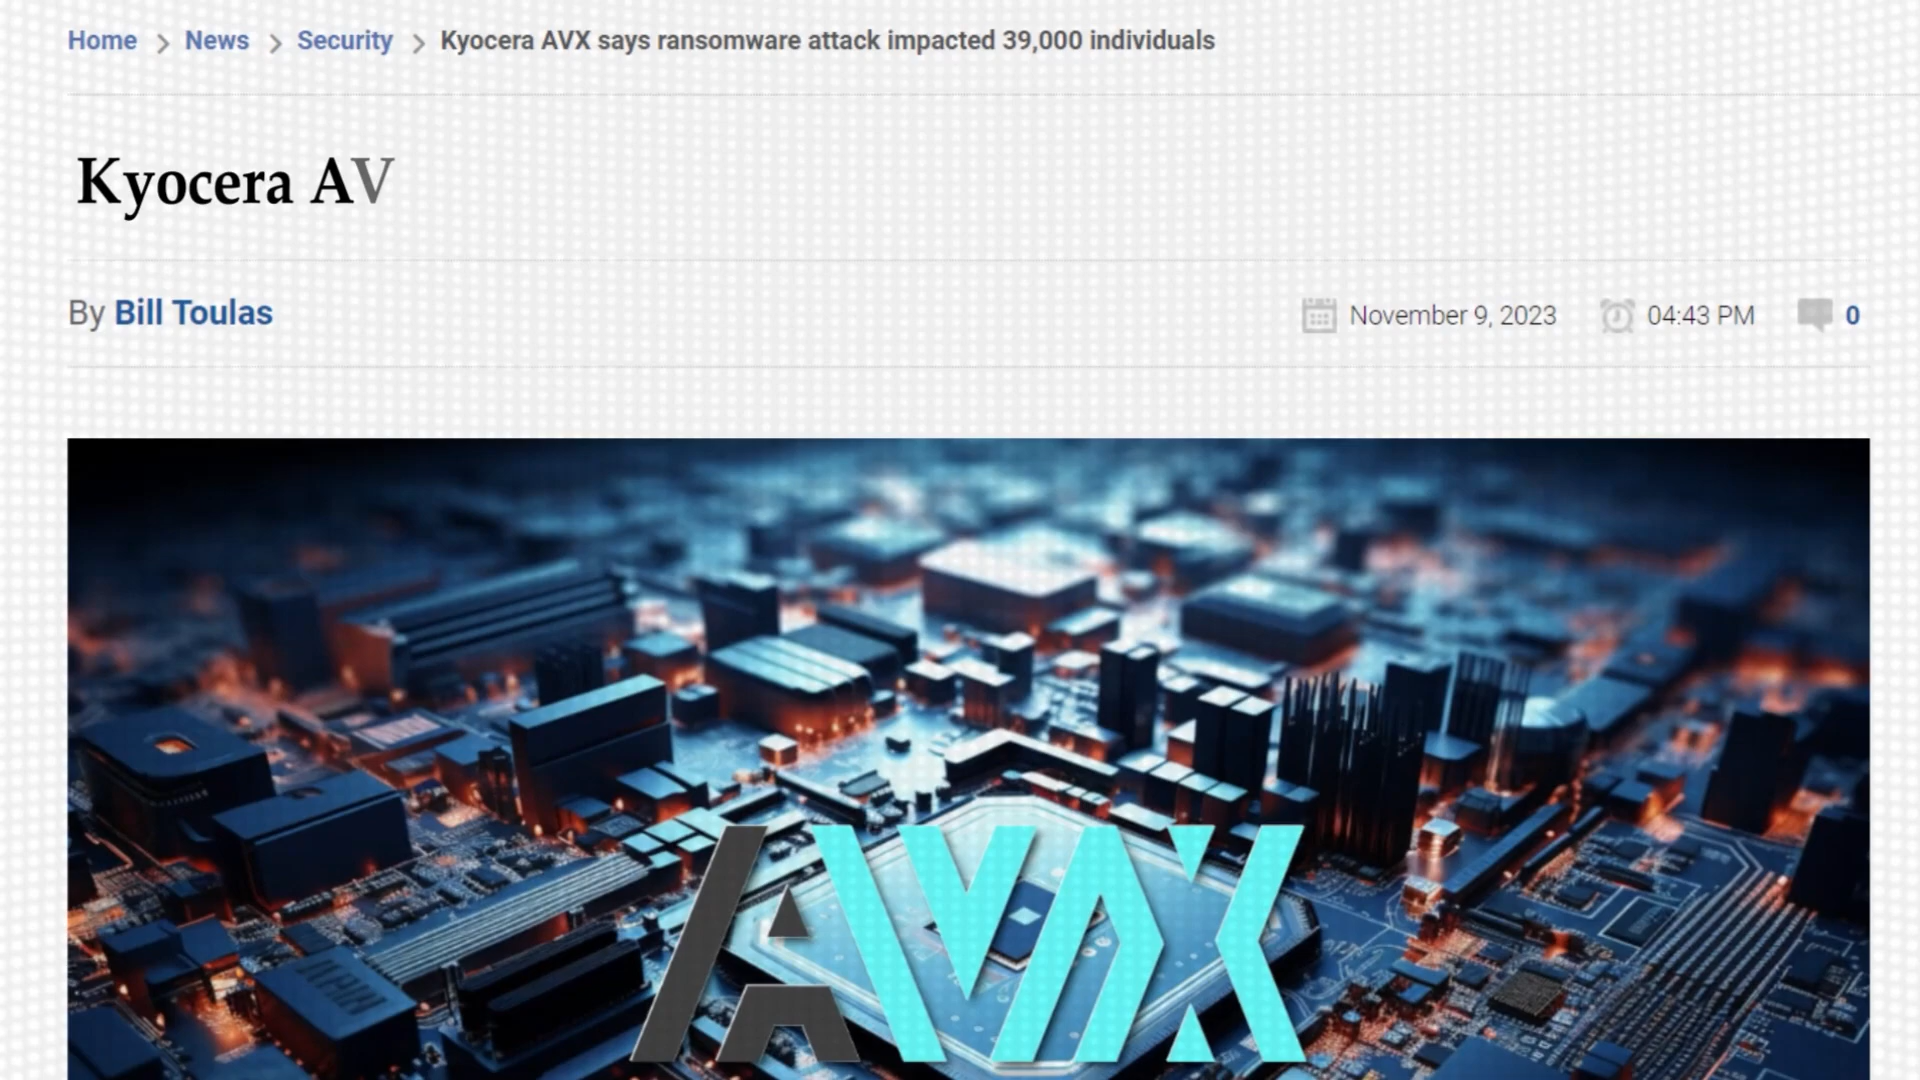 Home > News > Security > Kyocera AVX says ransomware attack impacted 39,000 individuals
Kyocera AV
By Bill Toulas
November 9, 2023 04:43 PM 0
AVX